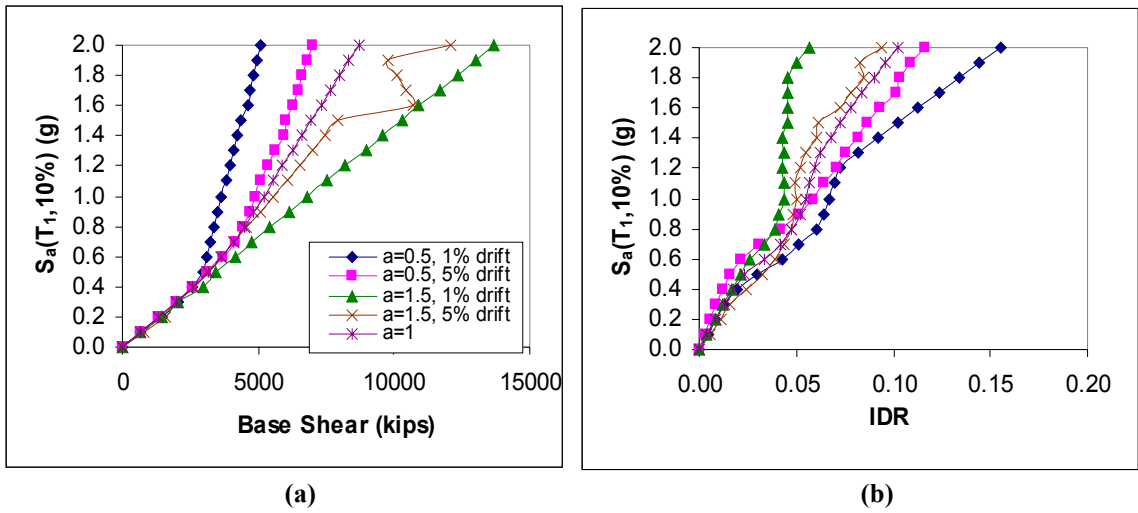 2.0
1.8
1.6
1.4
1.2
1.0
0.8
0.6
0.4
0.2
0.0
Sa(T1,10%) (g)
a=0.5, 1% drift
a=0.5, 5% drift
a=1.5, 1% drift
a=1.5, 5% drift
a=1
0 5000 10000 15000
Base Shear (kips)
(a)
2.0
1.8
1.6
1.4
1.2
1.0
0.8
0.6
0.4
0.2
0.0
Sa(T1,10%) (g)
0.00 0.05 0.10 0.15 0.20
IDR
(b)